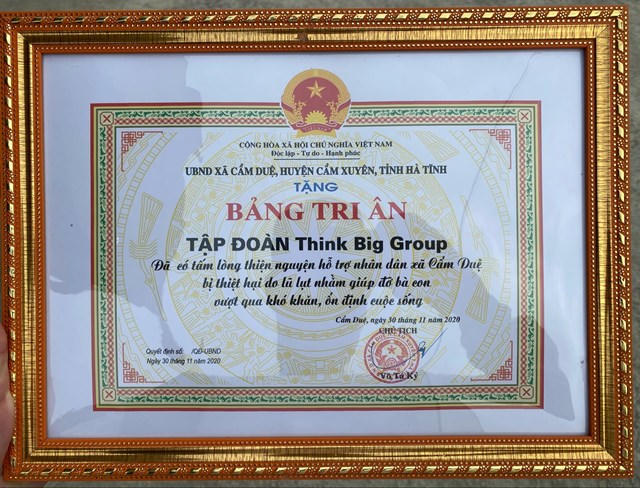 CỘNG HÒA XÃ HỘI CHỦ NGHĨA VIỆT NAM
Độc lập - Tự do - Hạnh phúc
UBND XÃ CẨM DUỆ, HUYỆN CẨM XUYÊN, TỈNH HÀ TĨNH
TẶNG
BẢNG TRI ÂN
TẬP ĐOÀN Think Big Group
Đã có tấm lòng thiện nguyện hỗ trợ nhân dân xã Cẩm Duệ
bị thiệt hại do lũ lụt nhằm giúp đỡ bà con
vượt qua khó khăn, ổn định cuộc sống
Cẩm Duệ, ngày 30 tháng 11 năm 2020
CHỦ TỊCH
Quyết định số: /QĐ-UBND
Ngày 30 tháng 11 năm 2020
Võ Tá Kỷ